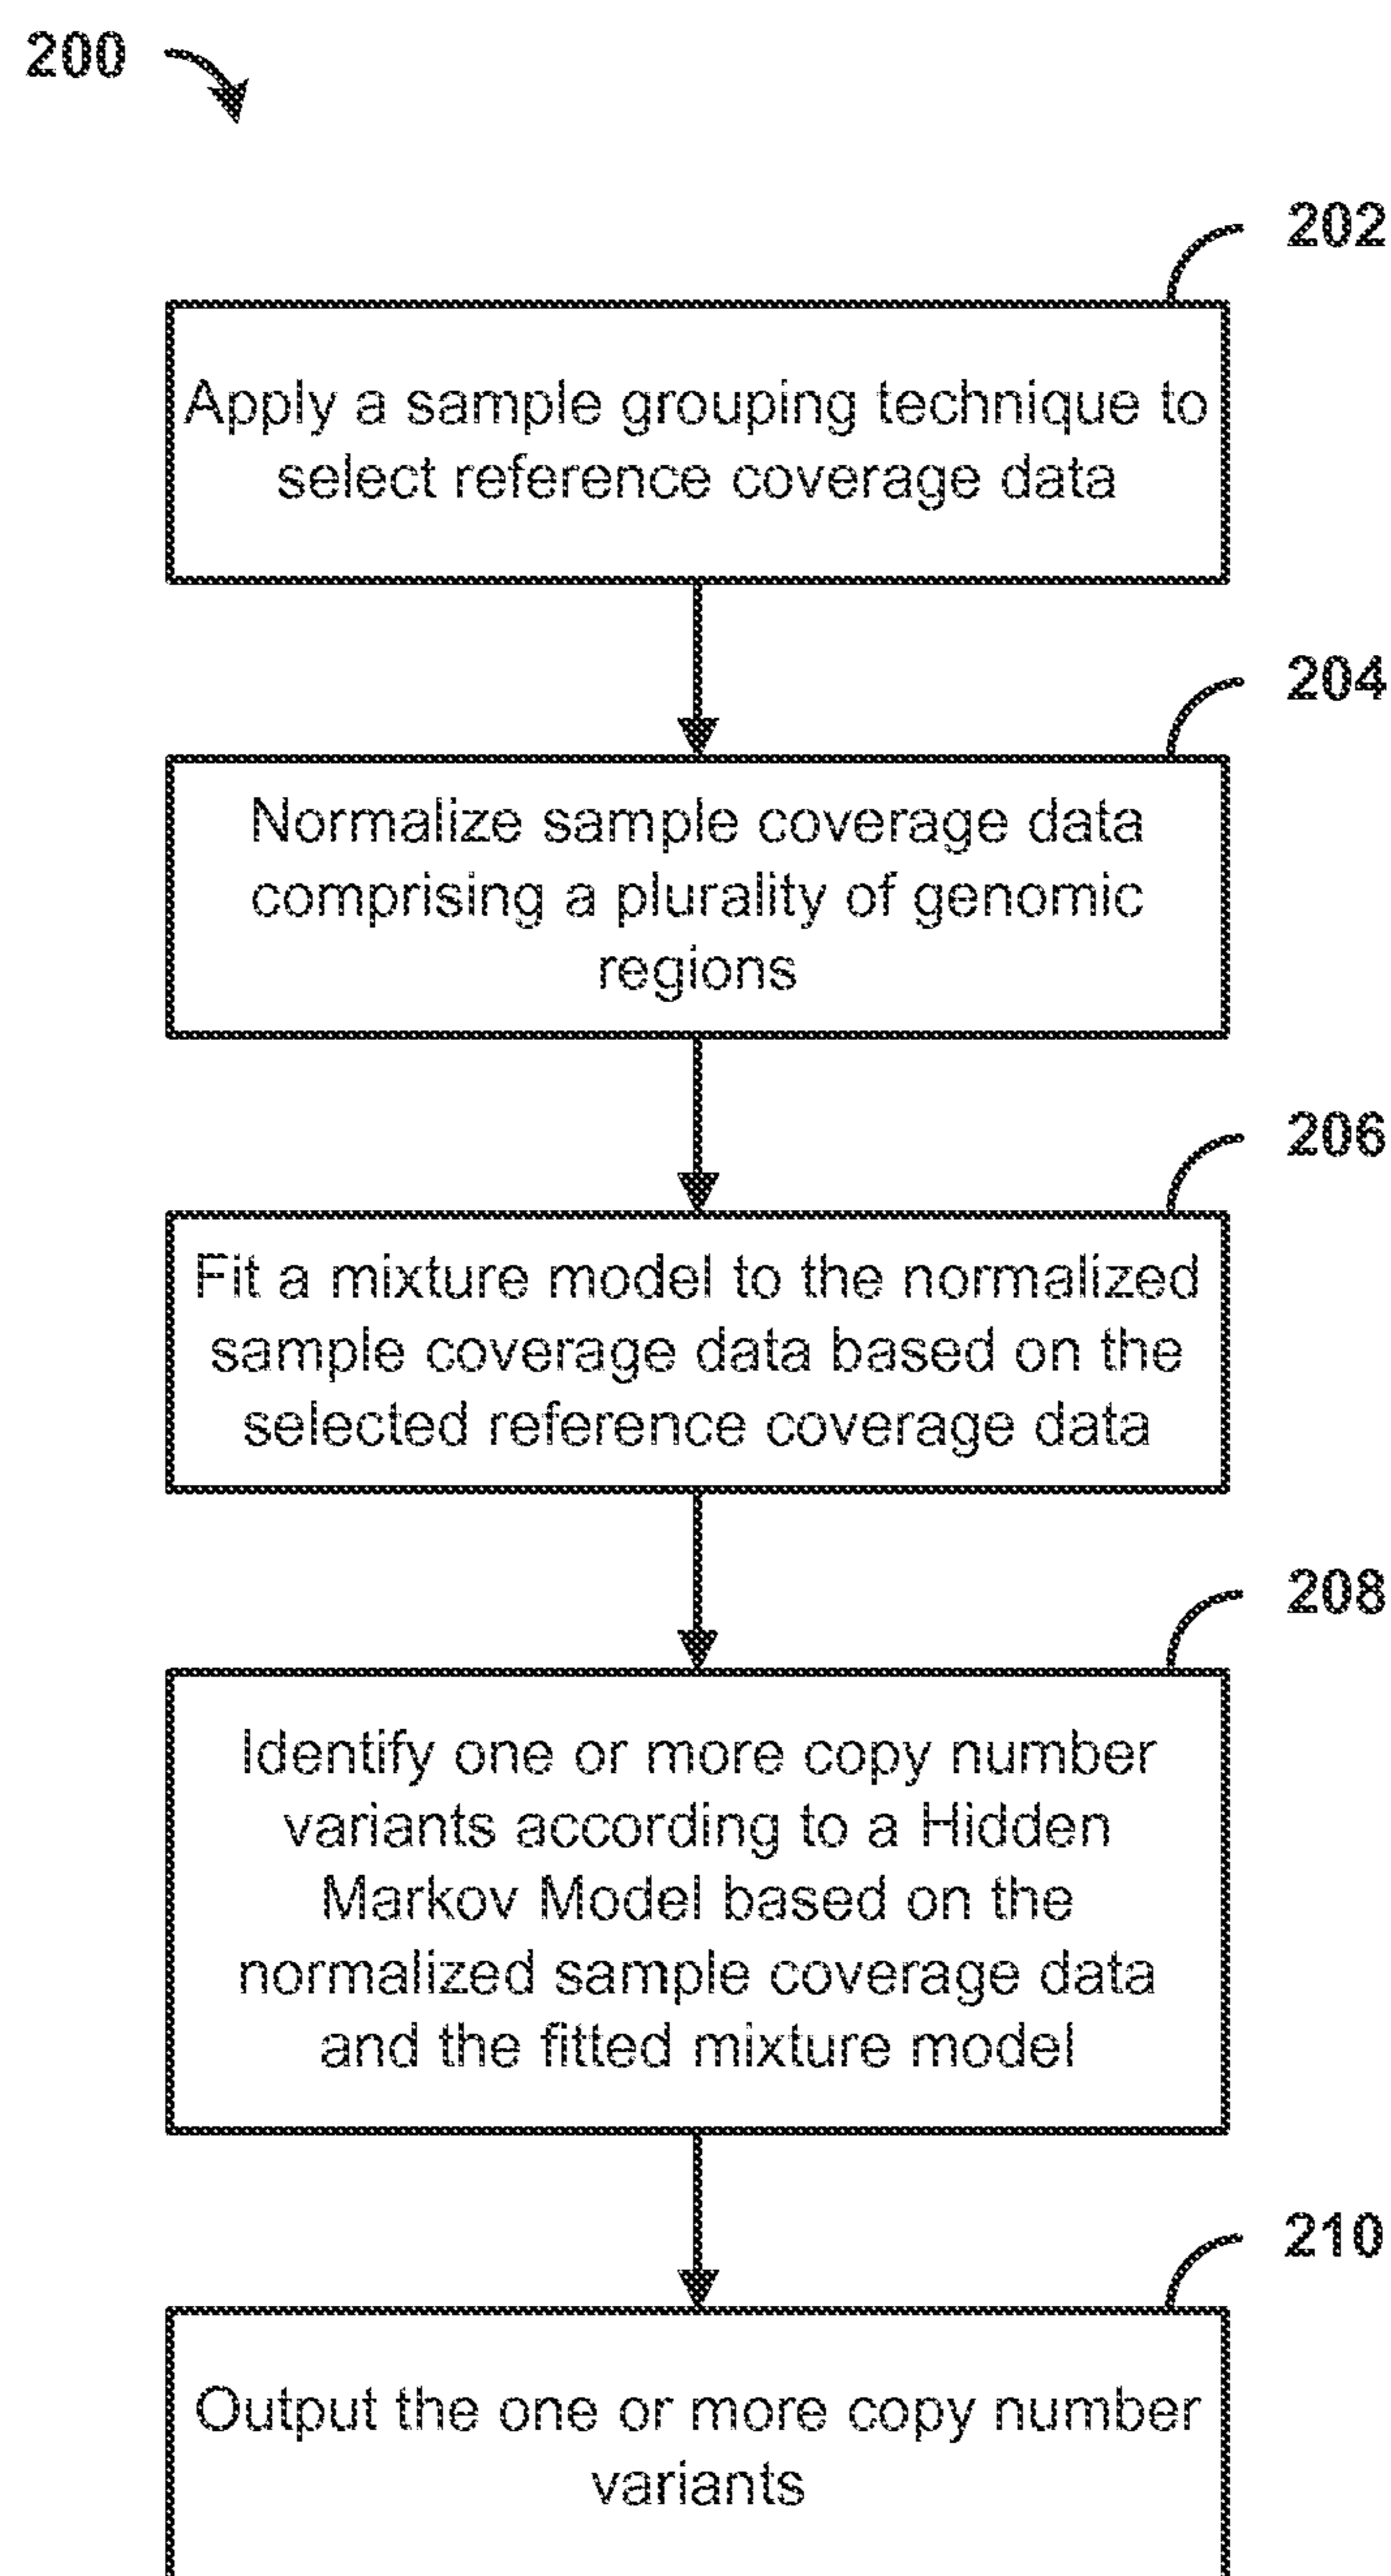 200
202
Apply a sample grouping technique to
select reference coverage data
204
Normalize sample coverage data
comprising a plurality of genomic
regions
206
Fit a mixture model to the normalized
sample coverage data based on the
selected reference coverage data
208
Identify one or more copy number
variants according to a Hidden
Markov Model based on the
normalized sample coverage data
and the fitted mixture model
210
Output the one or more copy number
variants